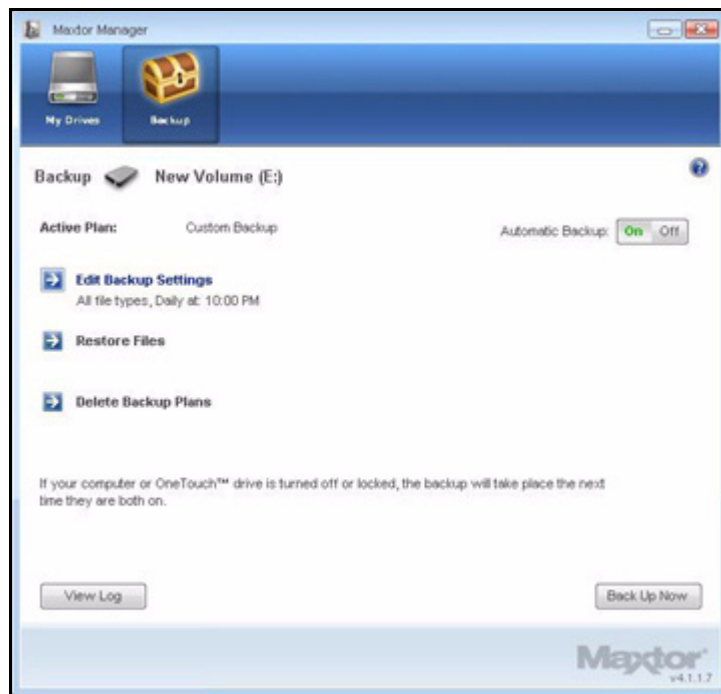 Maxtor Manager
My Drives
Backup
Backup New Volume (E:)
Active Plan: Custom Backup Automatic Backup: On Off
Edit Backup Settings
All file types, Daily at: 10:00 PM
Restore Files
Delete Backup Plans
If your computer or OneTouch™ drive is turned off or locked, the backup will take place the next
time they are both on.
View Log Back Up Now
Maxtor
v4.1.1.7